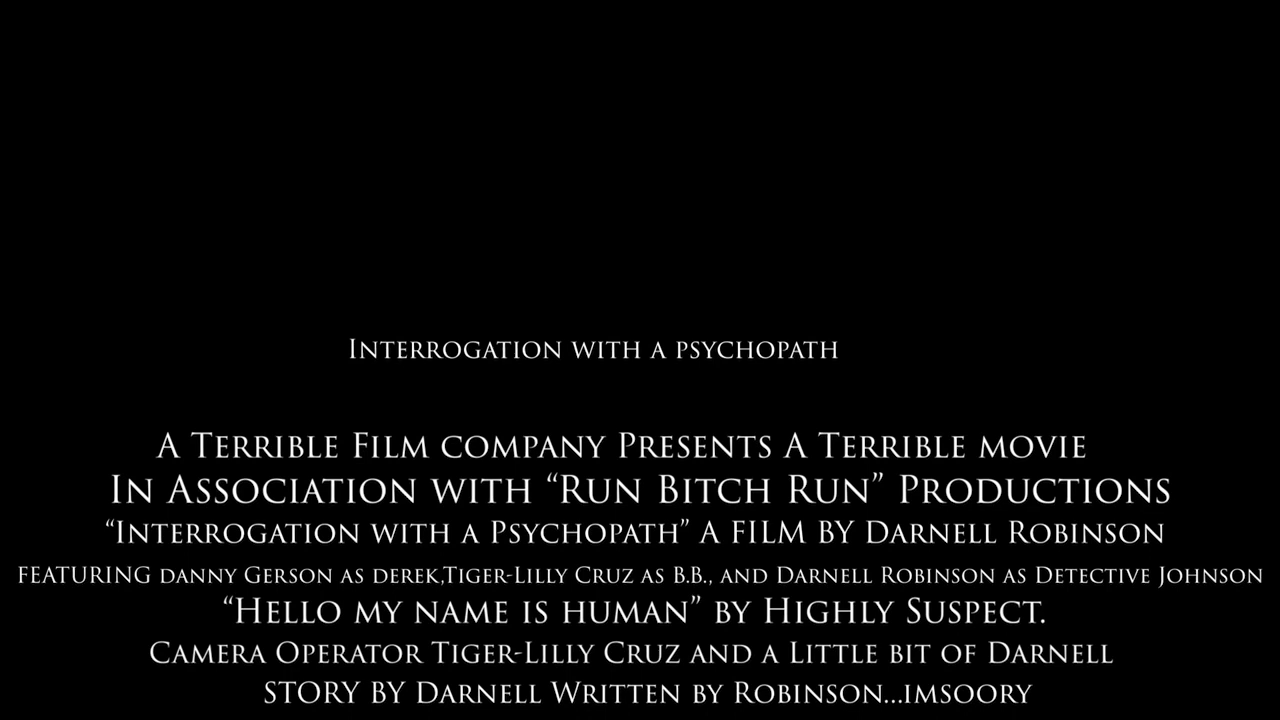 Interrogation with a psychopath
A Terrible Film company Presents A Terrible movie
In Association with “Run Bitch Run” Productions
“Interrogation with a Psychopath” A FILM BY Darnell Robinson
FEATURING danny Gerson as derek,Tiger-Lilly Cruz as B.B., and Darnell Robinson as Detective Johnson
“Hello my name is human” by Highly Suspect.
Camera Operator Tiger-Lilly Cruz and a Little bit of Darnell
STORY BY Darnell Written by Robinson...imsoory